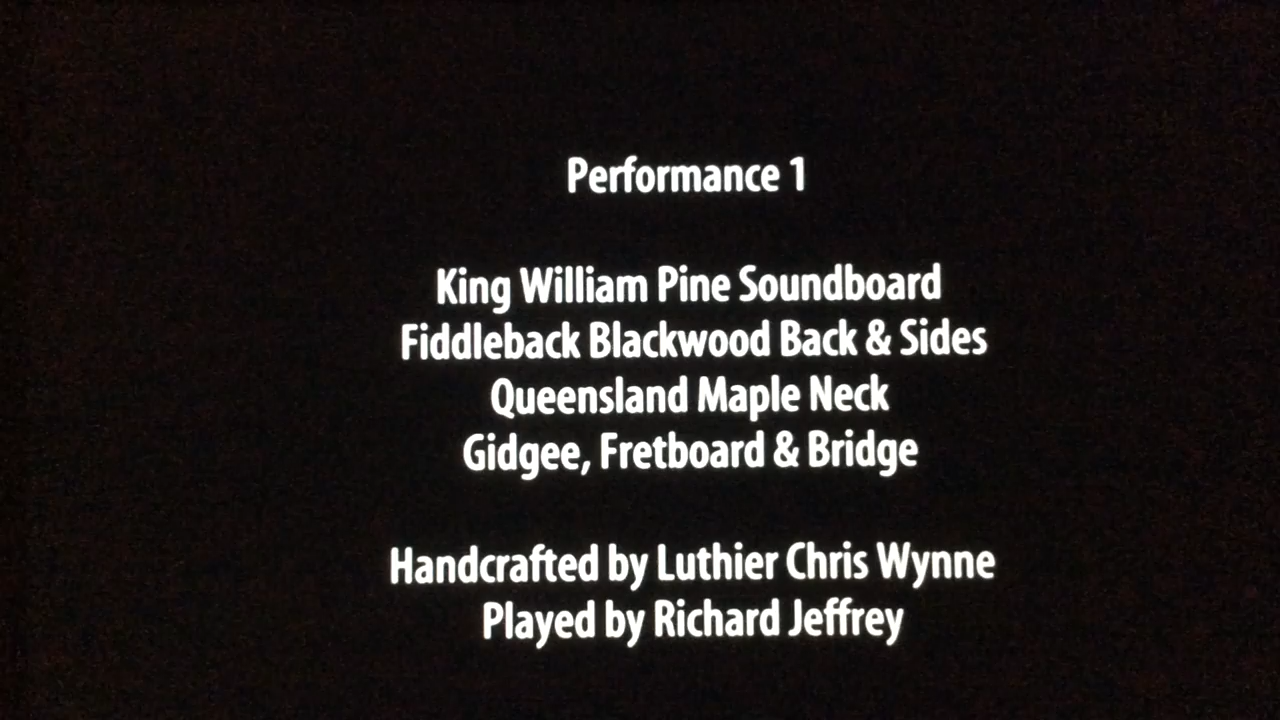 Performance 1
King William Pine Soundboard
Fiddleback Blackwood Back & Sides
Queensland Maple Neck
Gidgee, Fretboard & Bridge
Handcrafted by Luthier Chris Wynne
Played by Richard Jeffrey